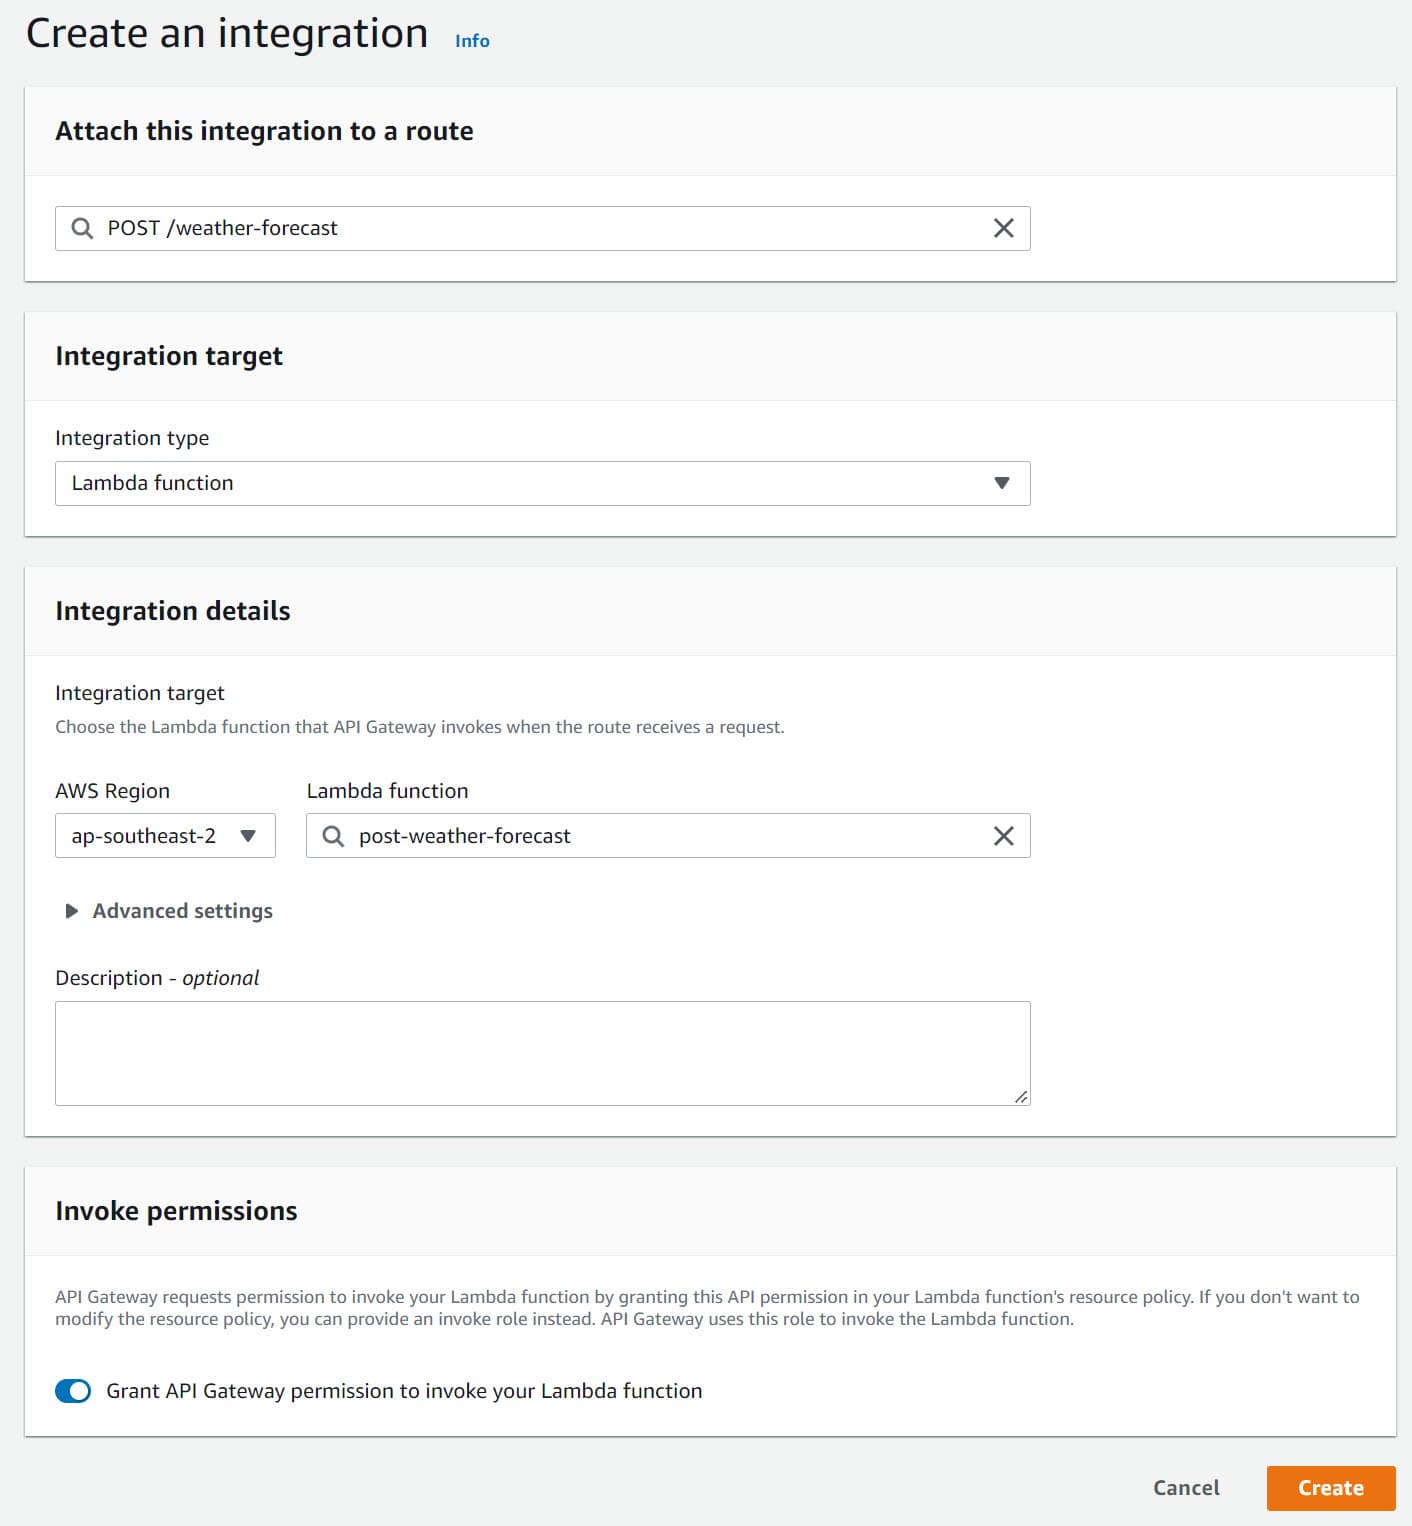 Create an integration Info
Attach this integration to a route
POST /weather-forecast
Integration target
Integration type
Lambda function
Integration details
Integration target
Choose the Lambda function that API Gateway invokes when the route receives a request.
AWS Region Lambda function
ap-southeast-2 post-weather-forecast
Advanced settings
Description - optional
Invoke permissions
API Gateway requests permission to invoke your Lambda function by granting this API permission in your Lambda function's resource policy. If you don't want to
modify the resource policy, you can provide an invoke role instead. API Gateway uses this role to invoke the Lambda function.
Grant API Gateway permission to invoke your Lambda function
Cancel Create